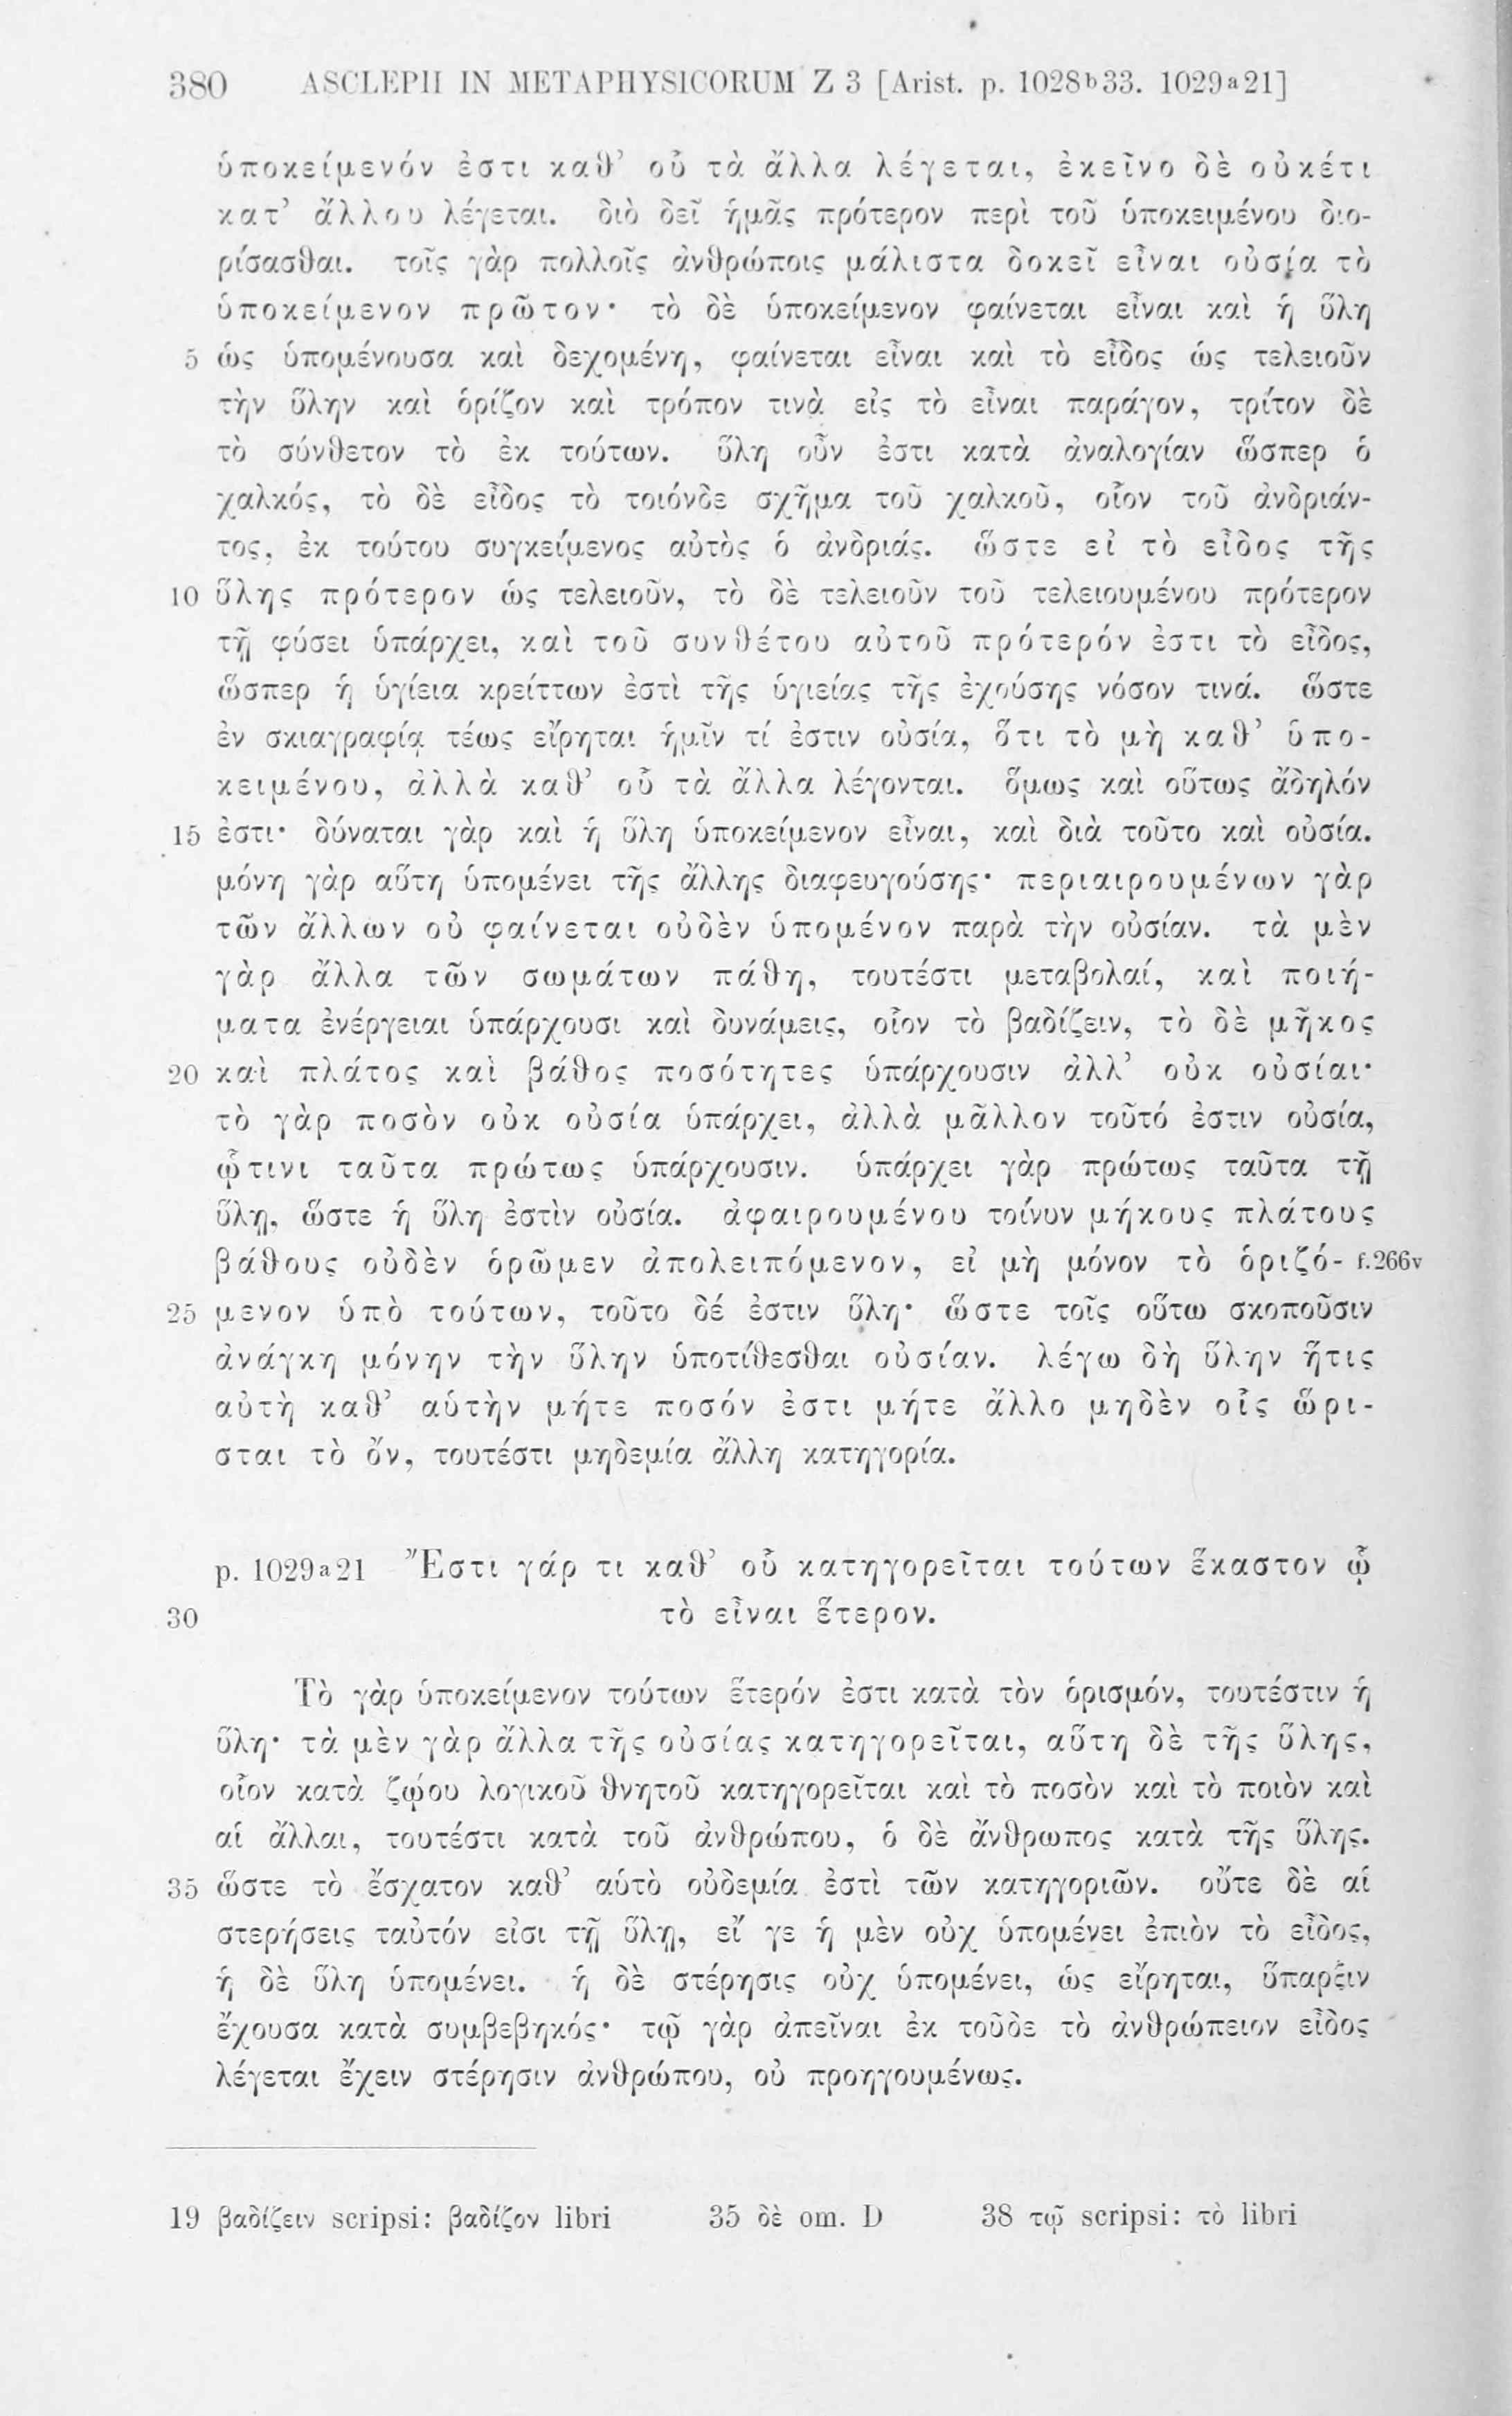 380 ASCLEPII IN METAPHYSICORUM Z 3 [Arist. p. 1028b33. 1029a21]
ὑποκείμενόν ἐστι καθ’ οὗ τὰ ἄλλα λέγεται, ἐκεῖνο δὲ οὐκέτι
κατ’ ἄλλου λέγεται. διὸ δεῖ ἡμᾶς πρότερον περὶ τοῦ ὑποκειμένου διο-
ρίσασθαι. τοῖς γὰρ πολλοῖς ἀνθρώποις μάλιστα δοκεῖ εἶναι οὐσία τὸ
ὑποκείμενον πρῶτον· τὸ δὲ ὑποκείμενον φαίνεται εἶναι καὶ ἡ ὕλη
5 ὡς ὑπομένουσα καὶ δεχομένη, φαίνεται εἶναι καὶ τὸ εἶδος ὡς τελειοῦν
τὴν ὕλην καὶ ὁρίζον καὶ τρόπον τινὰ εἰς τὸ εἶναι παράγον, τρίτον δὲ
τὸ σύνθετον τὸ ἐκ τούτων. ὕλη οὖν ἐστι κατὰ ἀναλογίαν ὥσπερ ὁ
χαλκός, τὸ δὲ εἶδος τὸ τοιόνδε σχῆμα τοῦ χαλκοῦ, οἷον τοῦ ἀνδριάν-
τος, ἐκ τούτου συγκείμενος αὐτὸς ὁ ἀνδριάς. ὥστε εἰ τὸ εἶδος τῆς
10 ὕλης πρότερον ὡς τελειοῦν, τὸ δὲ τελειοῦν τοῦ τελειουμένου πρότερον
τῇ φύσει ὑπάρχει, καὶ τοῦ συνθέτου αὐτοῦ πρότερόν ἐστι τὸ εἶδος,
ὥσπερ ἡ ὑγίεια κρείττων ἐστὶ τῆς ὑγιείας τῆς ἐχούσης νόσον τινά. ὥστε
ἐν σκιαγραφίᾳ τέως εἴρηται ἡμῖν τί ἐστιν οὐσία, ὅτι τὸ μὴ καθ’ ὑπο-
κειμένου, ἀλλὰ καθ’ οὗ τὰ ἄλλα λέγονται. ὅμως καὶ οὕτως ἄδηλόν
15 ἐστι· δύναται γὰρ καὶ ἡ ὕλη ὑποκείμενον εἶναι, καὶ διὰ τοῦτο καὶ οὐσία.
μόνη γὰρ αὕτη ὑπομένει τῆς ἄλλης διαφευγούσης· περιαιρουμένων γὰρ
τῶν ἄλλων οὐ φαίνεται οὐδὲν ὑπομένον παρὰ τὴν οὐσίαν. τὰ μὲν
γὰρ ἄλλα τῶν σωμάτων πάθη, τουτέστι μεταβολαί, καὶ ποιή-
ματα ἐνέργειαι ὑπάρχουσι καὶ δυνάμεις, οἷον τὸ βαδίζειν, τὸ δὲ μῆκος
20 καὶ πλάτος καὶ βάθος ποσότητες ὑπάρχουσιν ἀλλ’ οὐκ οὐσίαι·
τὸ γὰρ ποσὸν οὐκ οὐσία ὑπάρχει, ἀλλὰ μᾶλλον τοῦτό ἐστιν οὐσία,
ᾧτινι ταῦτα πρώτως ὑπάρχουσιν. ὑπάρχει γὰρ πρώτως ταῦτα τῇ
ὕλῃ, ὥστε ἡ ὕλη ἐστὶν οὐσία. ἀφαιρουμένου τοίνυν μήκους πλάτους
βάθους οὐδὲν ὁρῶμεν ἀπολειπόμενον, εἰ μὴ μόνον τὸ ὁριζό- f.266v
25 μενον ὑπὸ τούτων, τοῦτο δέ ἐστιν ὕλη· ὥστε τοῖς οὕτω σκοποῦσιν
ἀνάγκη μόνην τὴν ὕλην ὑποτίθεσθαι οὐσίαν. λέγω δὴ ὕλην ἥτις
αὐτὴ καθ’ αὑτὴν μήτε ποσόν ἐστι μήτε ἄλλο μηδὲν οἷς ὥρι-
σται τὸ ὄν, τουτέστι μηδεμία ἄλλη κατηγορία.
p. 1029a21 Ἔστι γάρ τι καθ’ οὗ κατηγορεῖται τούτων ἕκαστον ᾧ
30 τὸ εἶναι ἕτερον.
Τὸ γὰρ ὑποκείμενον τούτων ἕτερόν ἐστι κατὰ τὸν ὁρισμόν, τουτέστιν ἡ
ὕλη· τὰ μὲν γὰρ ἄλλα τῆς οὐσίας κατηγορεῖται, αὕτη δὲ τῆς ὕλης,
οἷον κατὰ ζῴου λογικοῦ θνητοῦ κατηγορεῖται καὶ τὸ ποσὸν καὶ τὸ ποιὸν καὶ
αἱ ἄλλαι, τουτέστι κατὰ τοῦ ἀνθρώπου, ὁ δὲ ἄνθρωπος κατὰ τῆς ὕλης.
35 ὥστε τὸ ἔσχατον καθ’ αὑτὸ οὐδεμία ἐστὶ τῶν κατηγοριῶν. οὔτε δὲ αἱ
στερήσεις ταὐτόν εἰσι τῇ ὕλῃ, εἴ γε ἡ μὲν οὐχ ὑπομένει ἐπιὸν τὸ εἶδος,
ἡ δὲ ὕλη ὑπομένει. ἡ δὲ στέρησις οὐχ ὑπομένει, ὡς εἴρηται, ὕπαρξιν
ἔχουσα κατὰ συμβεβηκός· τῷ γὰρ ἀπεῖναι ἐκ τοῦδε τὸ ἀνθρώπειον εἶδος
λέγεται ἔχειν στέρησιν ἀνθρώπου, οὐ προηγουμένως.
19 βαδίζειν scripsi: βαδίζον libri 35 δὲ om. D 38 τῷ scripsi: τὸ libri